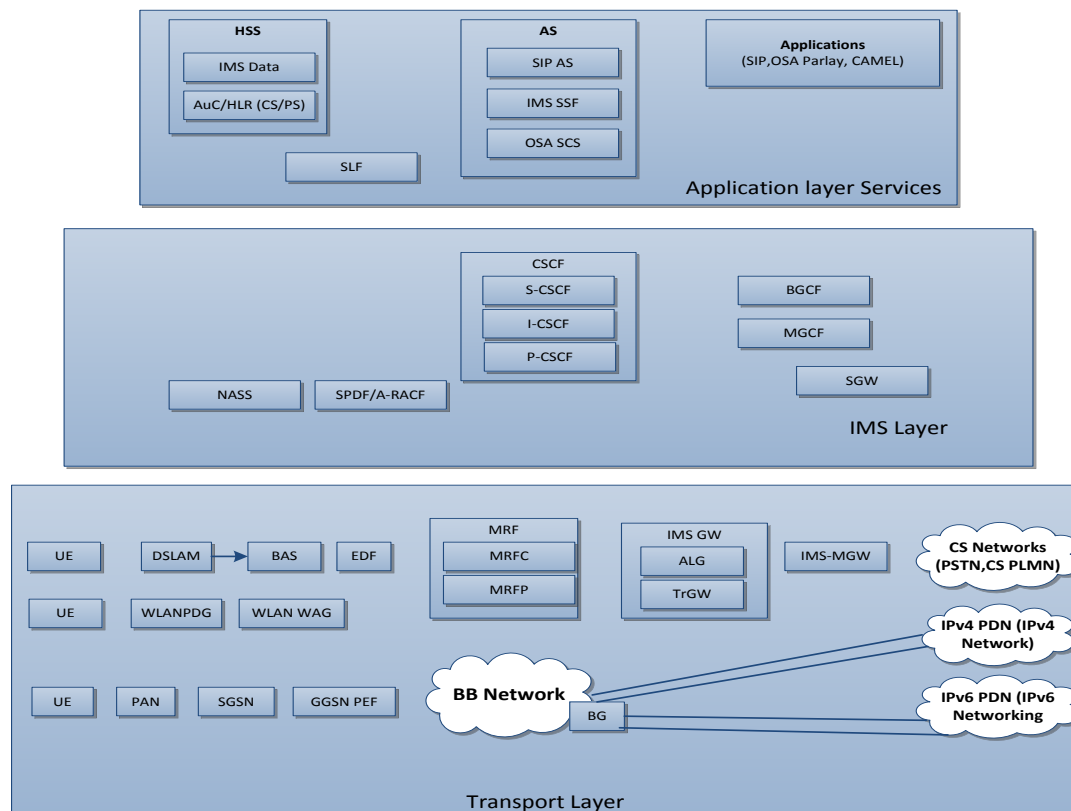 HSS
IMS Data
AuC/HLR (CS/PS)
SLF
AS
SIP AS
IMS SSF
OSA SCS
Applications
(SIP,OSA Parlay, CAMEL)
Application layer Services
CSCF
S-CSCF
I-CSCF
P-CSCF
BGCF
MGCF
SGW
NASS
SPDF/A-RACF
IMS Layer
UE
DSLAM
BAS
EDF
MRF
MRFC
MRFP
IMS GW
ALG
TrGW
IMS-MGW
CS Networks
(PSTN,CS PLMN)
UE
WLANPDG
WLAN WAG
IPv4 PDN (IPv4
Network)
UE
PAN
SGSN
GGSN PEF
BB Network
BG
IPv6 PDN (IPv6
Networking
Transport Layer